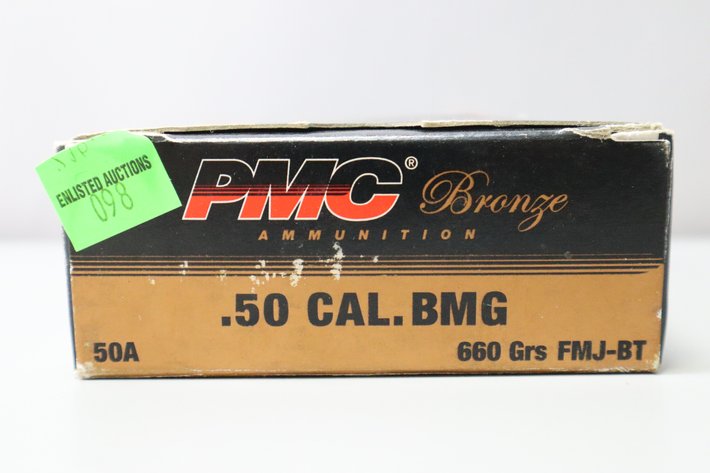 ENLISTED AUCTIONS
098
PMC® Bronze
AMMUNITION
.50 CAL. BMG
50A 660 Grs FMJ-BT